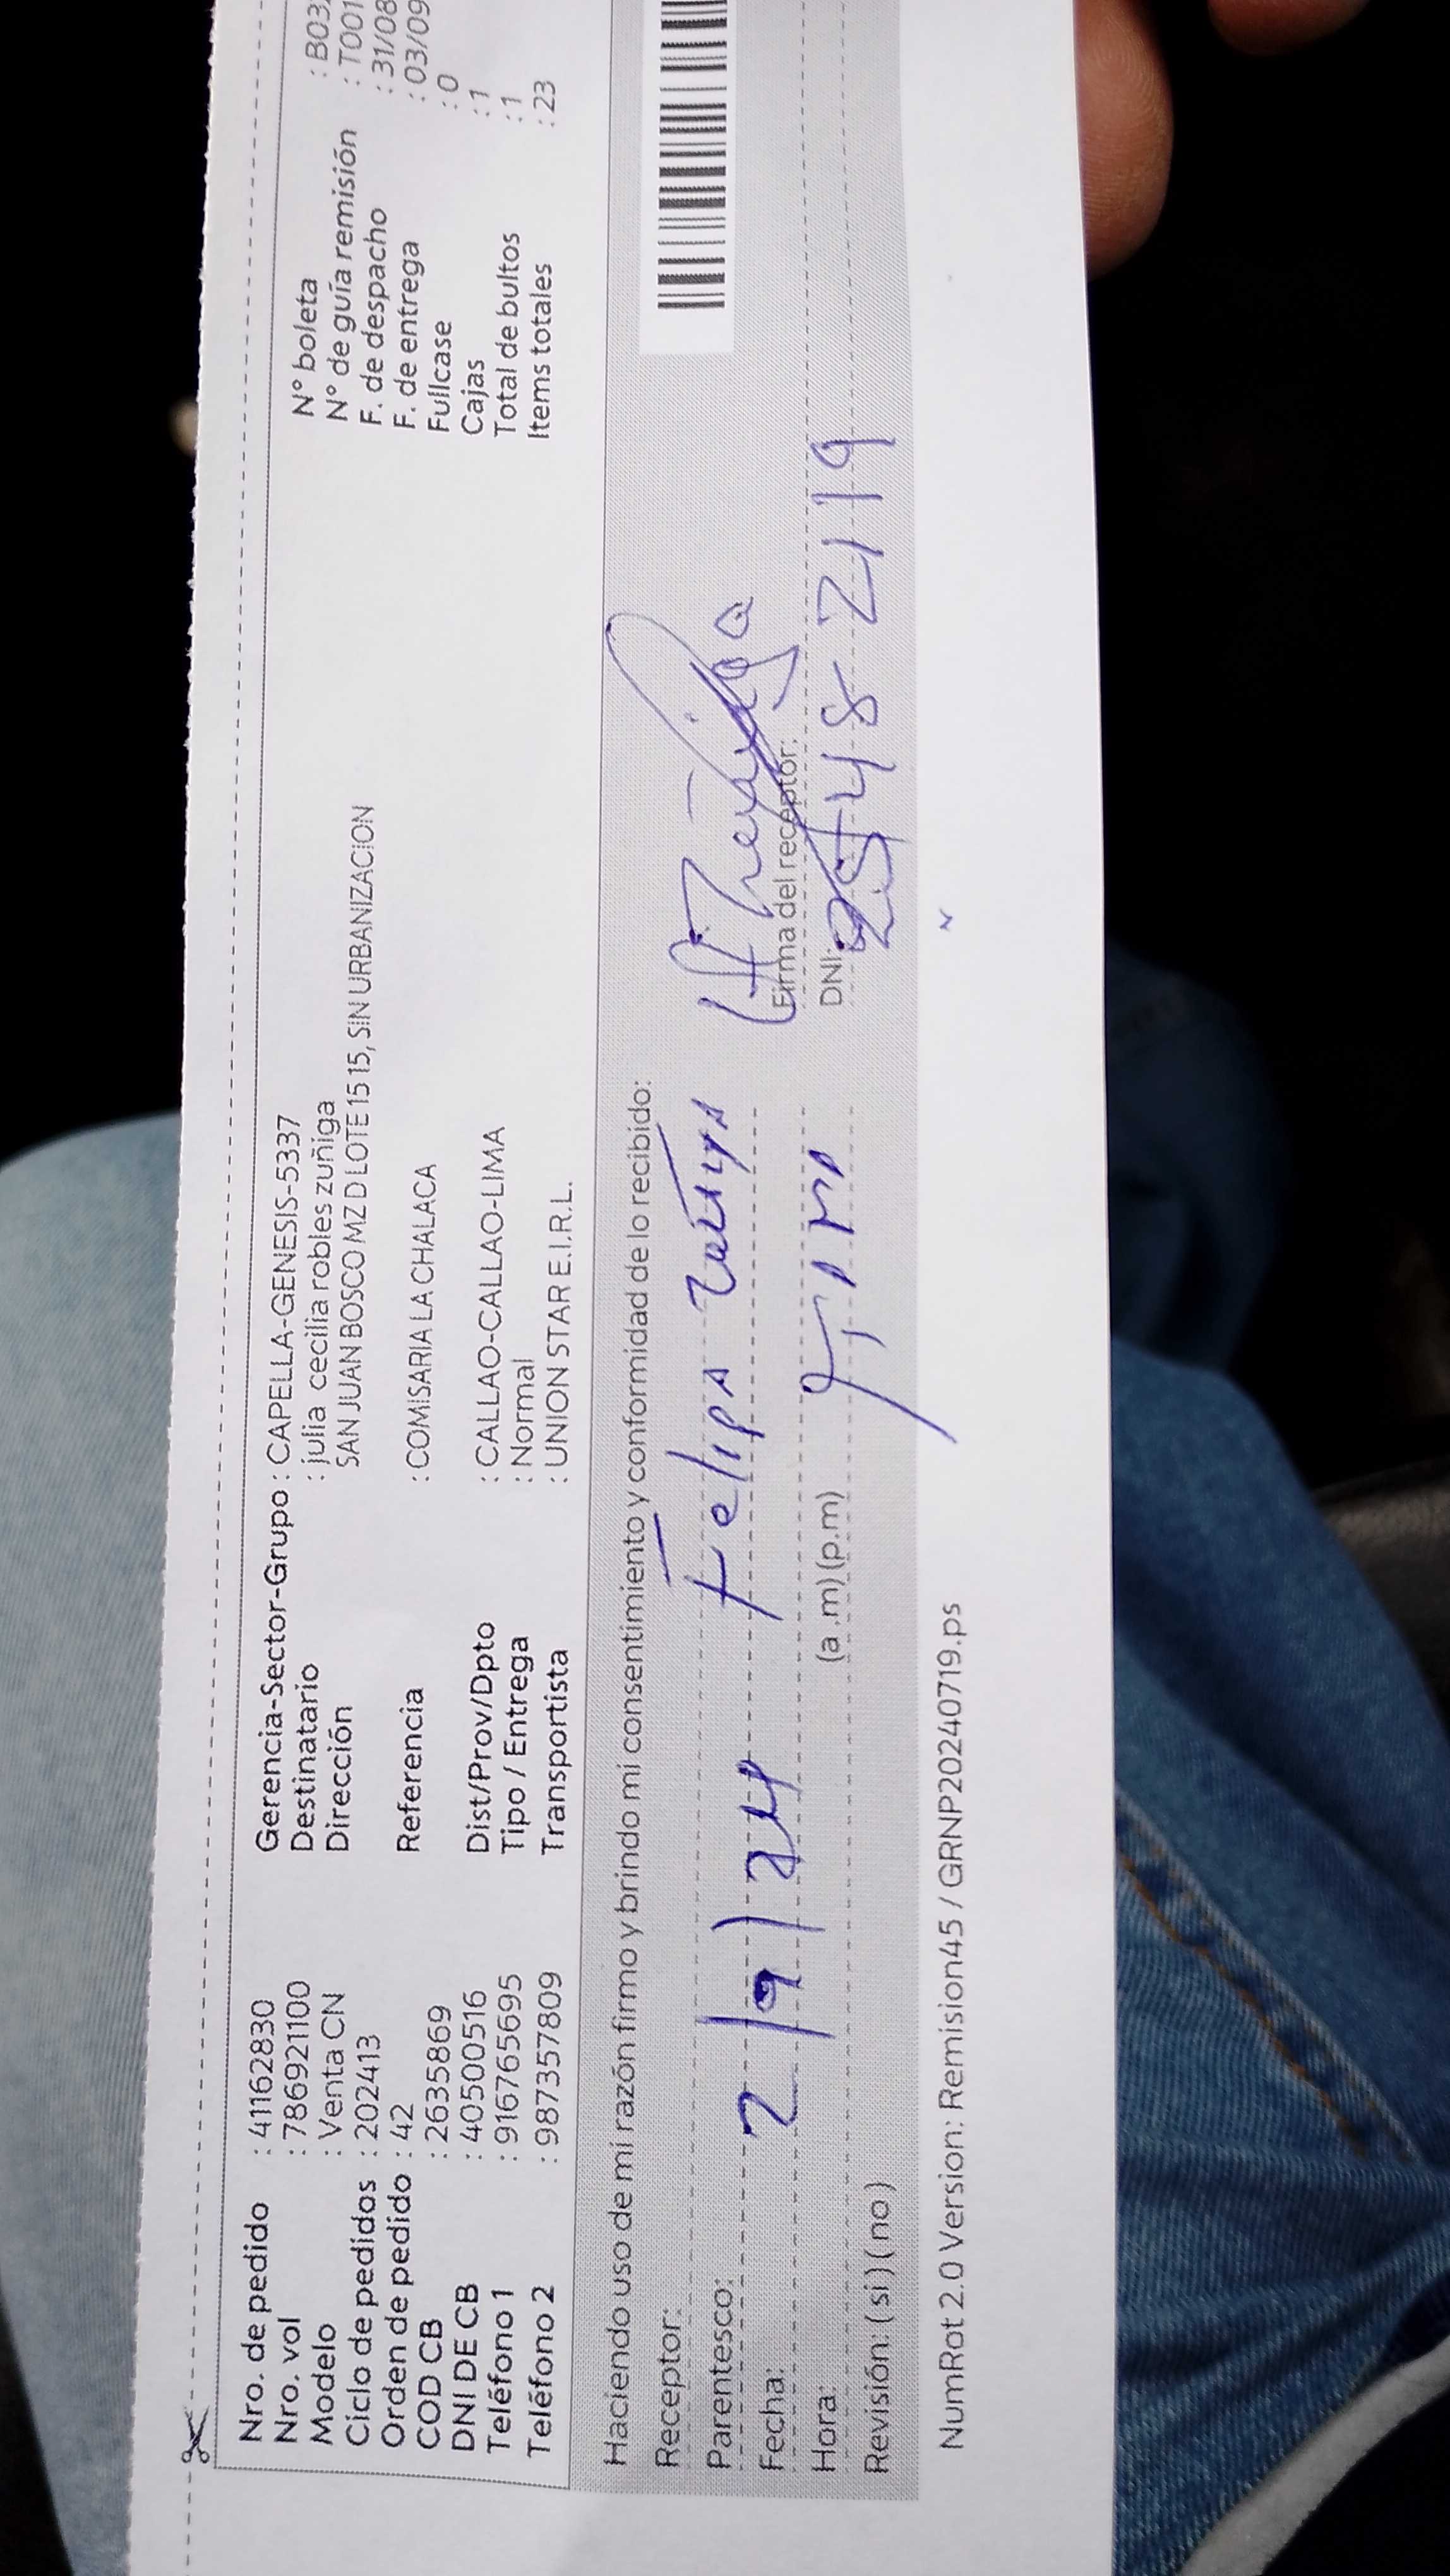 Nro. de pedido : 41162830
Nro. vol : 786921100
Modelo : Venta CN
Ciclo de pedidos : 202413
Orden de pedido : 42
COD CB : 2635869
DNI DE CB : 40500516
Teléfono 1 : 916765695
Teléfono 2 : 987357809
Gerencia-Sector-Grupo : CAPELLA-GENESIS-5337
Destinatario : julia cecilia robles zuñiga
Dirección SAN JUAN BOSCO MZ D LOTE 15 15, SIN URBANIZACION
Referencia : COMISARIA LA CHALACA
Dist/Prov/Dpto : CALLAO-CALLAO-LIMA
Tipo / Entrega : Normal
Transportista : UNION STAR E.I.R.L.
N° boleta : B03
N° de guía remisión : T001
F. de despacho : 31/08
F. de entrega : 03/09
Fullcase : 0
Cajas : 1
Total de bultos : 1
Items totales : 23
Haciendo uso de mi razón firmo y brindo mi consentimiento y conformidad de lo recibido:
Receptor:
Parentesco: Felipa
Fecha: 2/9/24
Hora: (a .m) (p.m)
Revisión: ( si ) ( no )
Firma del receptor:
DNI: 25482119
NumRot 2.0 Version: Remision45 / GRNP20240719.ps